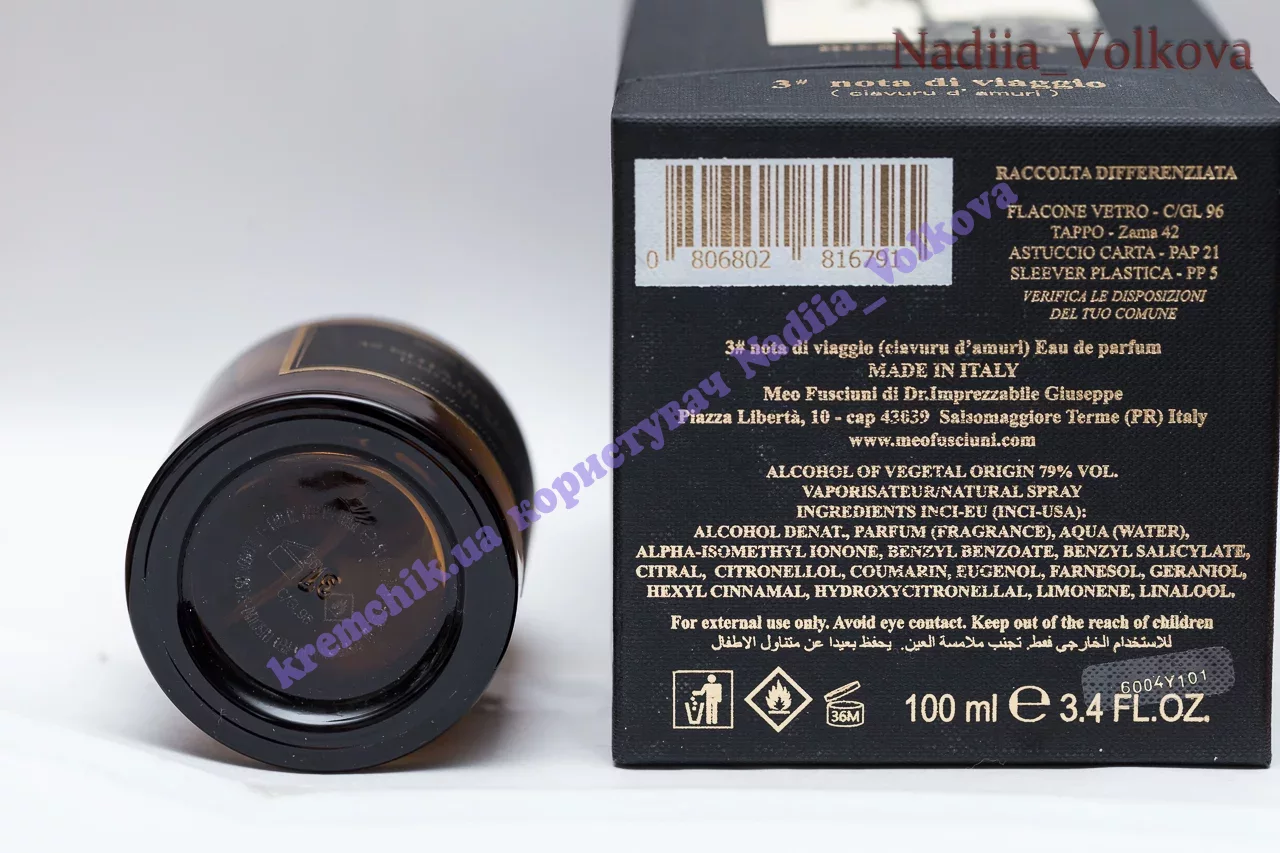 Nadiia_Volkova
3# nota di viaggio
( ciavuru d' amuri )
0 806802 816791
RACCOLTA DIFFERENZIATA
FLACONE VETRO - C/GL 96
TAPPO - Zama 42
ASTUCCIO CARTA - PAP 21
SLEEVER PLASTICA - PP 5
VERIFICA LE DISPOSIZIONI
DEL TUO COMUNE
3# nota di viaggio (ciavuru d'amuri) Eau de parfum
MADE IN ITALY
Meo Fusciuni di Dr.Imprezzabile Giuseppe
Piazza Libertà, 10 - cap 43039 Salsomaggiore Terme (PR) Italy
www.meofusciuni.com
ALCOHOL OF VEGETAL ORIGIN 79% VOL.
VAPORISATEUR/NATURAL SPRAY
INGREDIENTS INCI-EU (INCI-USA):
ALCOHOL DENAT., PARFUM (FRAGRANCE), AQUA (WATER),
ALPHA-ISOMETHYL IONONE, BENZYL BENZOATE, BENZYL SALICYLATE,
CITRAL, CITRONELLOL, COUMARIN, EUGENOL, FARNESOL, GERANIOL,
HEXYL CINNAMAL, HYDROXYCITRONELLAL, LIMONENE, LINALOOL.
For external use only. Avoid eye contact. Keep out of the reach of children
للاستخدام الخارجي فقط. تجنب ملامسة العين. يحفظ بعيدا عن متناول الاطفال
36M
100 ml e 3.4 FL.OZ.
6004Y101
C/GL96
kremchik.ua користувач Nadiia_Volkova